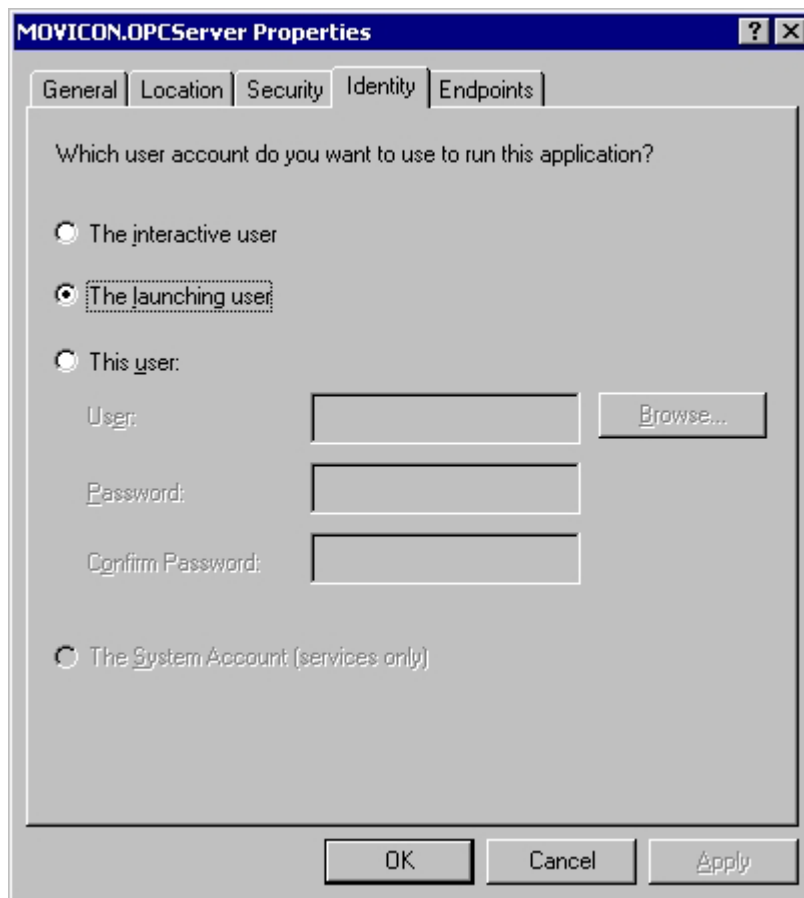 MOVICON.OPCServer Properties
General Location Security Identity Endpoints
Which user account do you want to use to run this application?
The interactive user
The launching user
This user:
User:
Browse...
Password:
Confirm Password:
The System Account (services only)
OK Cancel Apply